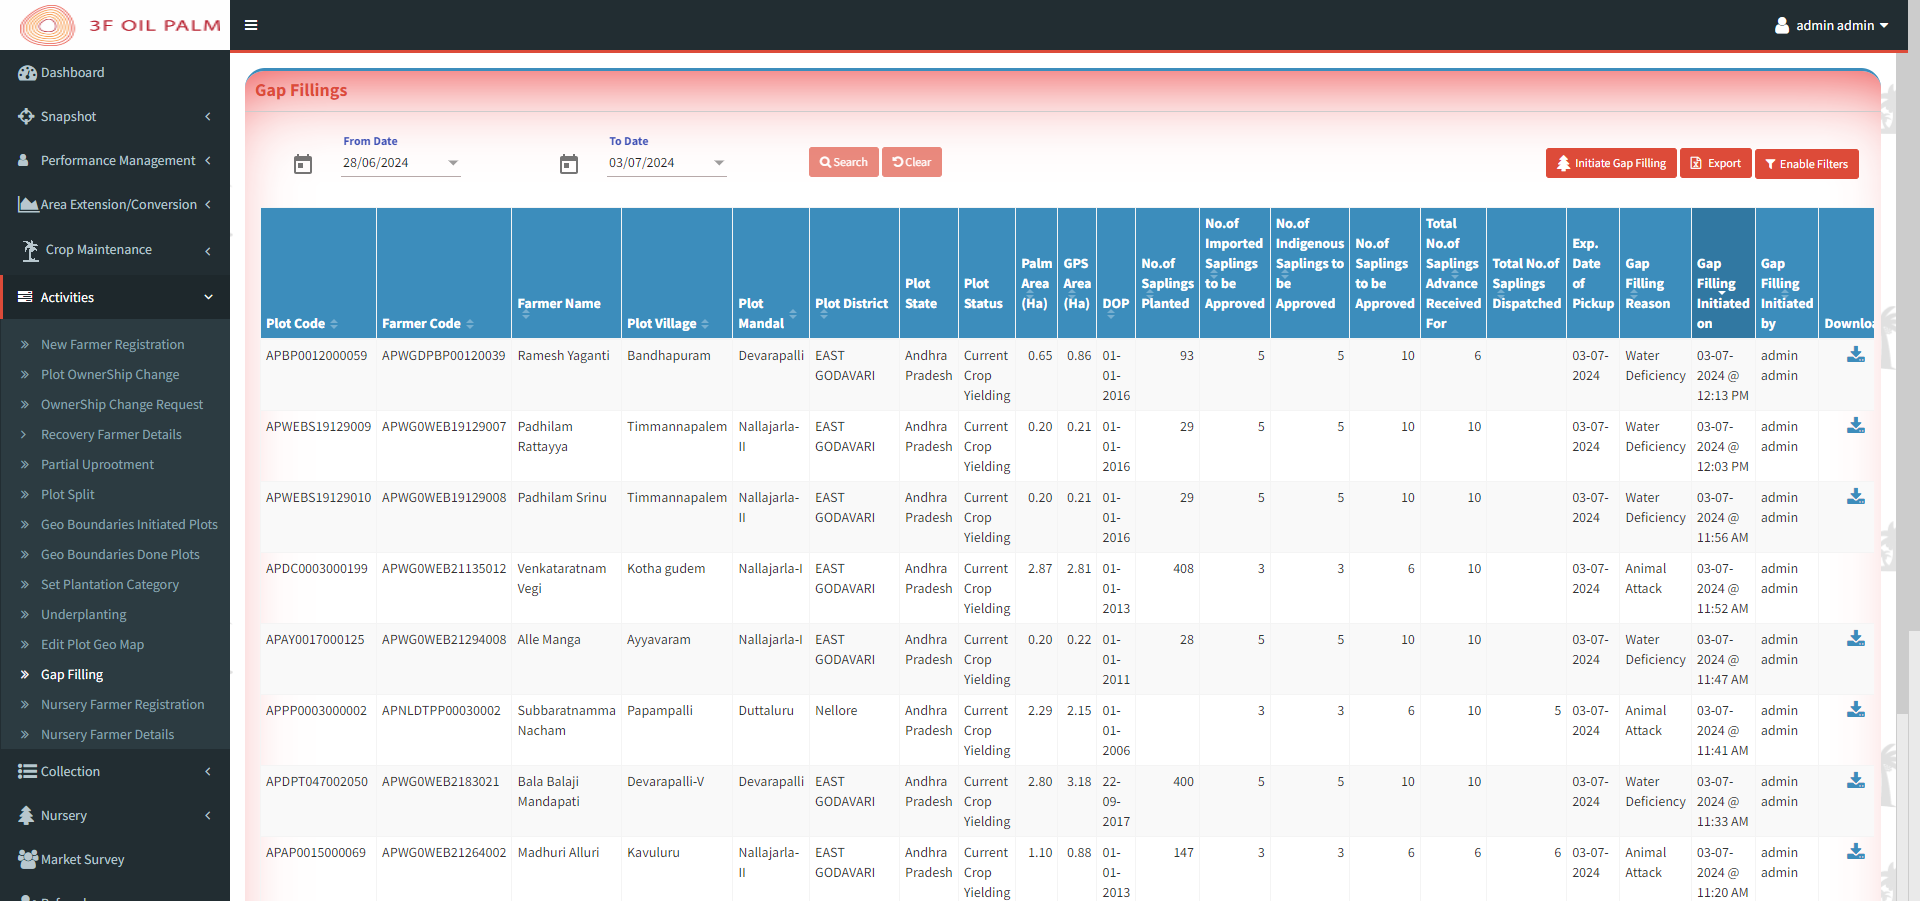 3F OIL PALM
admin admin
Dashboard
Snapshot
Performance Management
Area Extension/Conversion
Crop Maintenance
Activities
New Farmer Registration
Plot OwnerShip Change
OwnerShip Change Request
Recovery Farmer Details
Partial Uprootment
Plot Split
Geo Boundaries Initiated Plots
Geo Boundaries Done Plots
Set Plantation Category
Underplanting
Edit Plot Geo Map
Gap Filling
Nursery Farmer Registration
Nursery Farmer Details
Collection
Nursery
Market Survey
Gap Fillings
From Date
28/06/2024
To Date
03/07/2024
Search
Clear
Initiate Gap Filling
Export
Enable Filters
Plot Code
Farmer Code
Farmer Name
Plot Village
Plot
Mandal
Plot District
Plot
State
Plot
Status
Palm
Area
(Ha)
GPS
Area
(Ha)
DOP
No.of
Saplings
Planted
No.of
Imported
Saplings
to be
Approved
No.of
Indigenous
Saplings to
be
Approved
No.of
Saplings
to be
Approved
Total
No.of
Saplings
Advance
Received
For
Total No.of
Saplings
Dispatched
Exp.
Date
of
Pickup
Gap
Filling
Reason
Gap
Filling
Initiated
on
Gap
Filling
Initiated
by
Downloa
APBP0012000059 APWGDPBP00120039 Ramesh Yaganti Bandhapuram Devarapalli EAST Andhra Current 0.65 0.86 01- 93 5 5 10 6 03-07- Water 03-07- admin
GODAVARI Pradesh Crop 01- 2024 Deficiency 2024 @ admin
Yielding 2016 12:13 PM
APWEBS19129009 APWG0WEB19129007 Padhilam Timmannapalem Nallajarla- EAST Andhra Current 0.20 0.21 01- 29 5 5 10 10 03-07- Water 03-07- admin
Rattayya II GODAVARI Pradesh Crop 01- 2024 Deficiency 2024 @ admin
Yielding 2016 12:03 PM
APWEBS19129010 APWG0WEB19129008 Padhilam Srinu Timmannapalem Nallajarla- EAST Andhra Current 0.20 0.21 01- 29 5 5 10 10 03-07- Water 03-07- admin
II GODAVARI Pradesh Crop 01- 2024 Deficiency 2024 @ admin
Yielding 2016 11:56 AM
APDC0003000199 APWG0WEB21135012 Venkataratnam Kotha gudem Nallajarla-I EAST Andhra Current 2.87 2.81 01- 408 3 3 6 10 03-07- Animal 03-07- admin
Vegi GODAVARI Pradesh Crop 01- 2024 Attack 2024 @ admin
Yielding 2013 11:52 AM
APAY0017000125 APWG0WEB21294008 Alle Manga Ayyavaram Nallajarla-I EAST Andhra Current 0.20 0.22 01- 28 5 5 10 10 03-07- Water 03-07- admin
GODAVARI Pradesh Crop 01- 2024 Deficiency 2024 @ admin
Yielding 2011 11:47 AM
APPP0003000002 APNLDTPP00030002 Subbaratnamma Papampalli Duttaluru Nellore Andhra Current 2.29 2.15 01- 3 3 6 10 5 03-07- Animal 03-07- admin
Nacham Pradesh Crop 01- 2024 Attack 2024 @ admin
Yielding 2006 11:41 AM
APDPT047002050 APWG0WEB2183021 Bala Balaji Devarapalli-V Devarapalli EAST Andhra Current 2.80 3.18 22- 400 5 5 10 10 03-07- Water 03-07- admin
Mandapati GODAVARI Pradesh Crop 09- 2024 Deficiency 2024 @ admin
Yielding 2017 11:33 AM
APAP0015000069 APWG0WEB21264002 Madhuri Alluri Kavuluru Nallajarla- EAST Andhra Current 1.10 0.88 01- 147 3 3 6 6 6 03-07- Animal 03-07- admin
II GODAVARI Pradesh Crop 01- 2024 Attack 2024 @ admin
Yielding 2013 11:20 AM